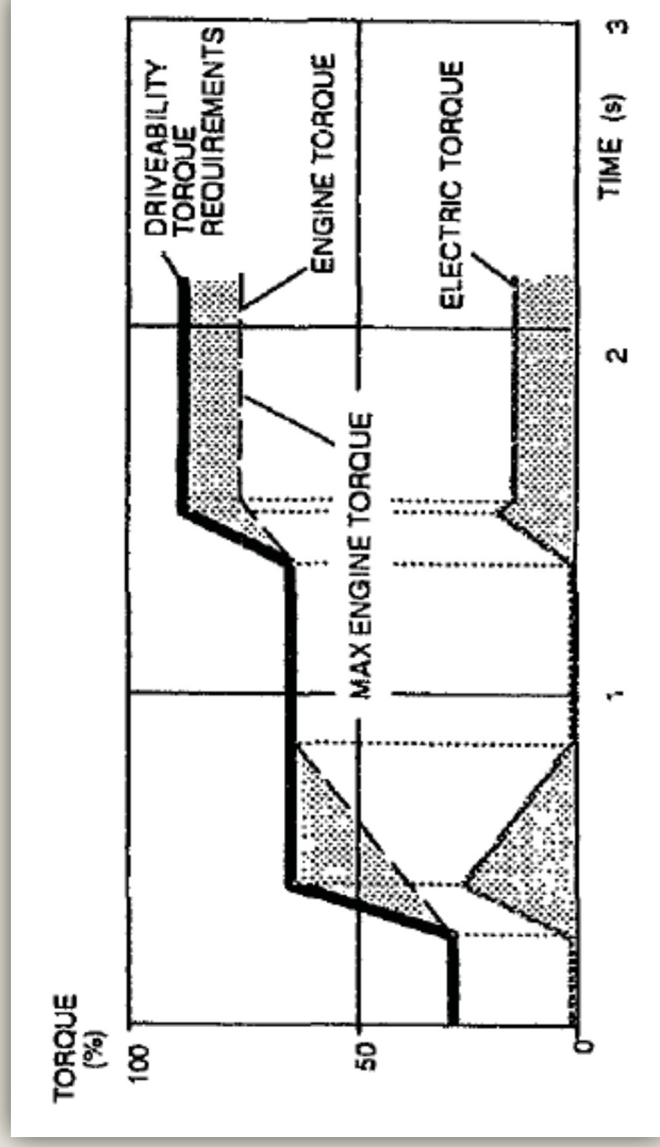 TORQUE
(%)
100
50
0
1
2
3
TIME (s)
DRIVEABILITY
TORQUE
REQUIREMENTS
ENGINE TORQUE
MAX ENGINE TORQUE
ELECTRIC TORQUE